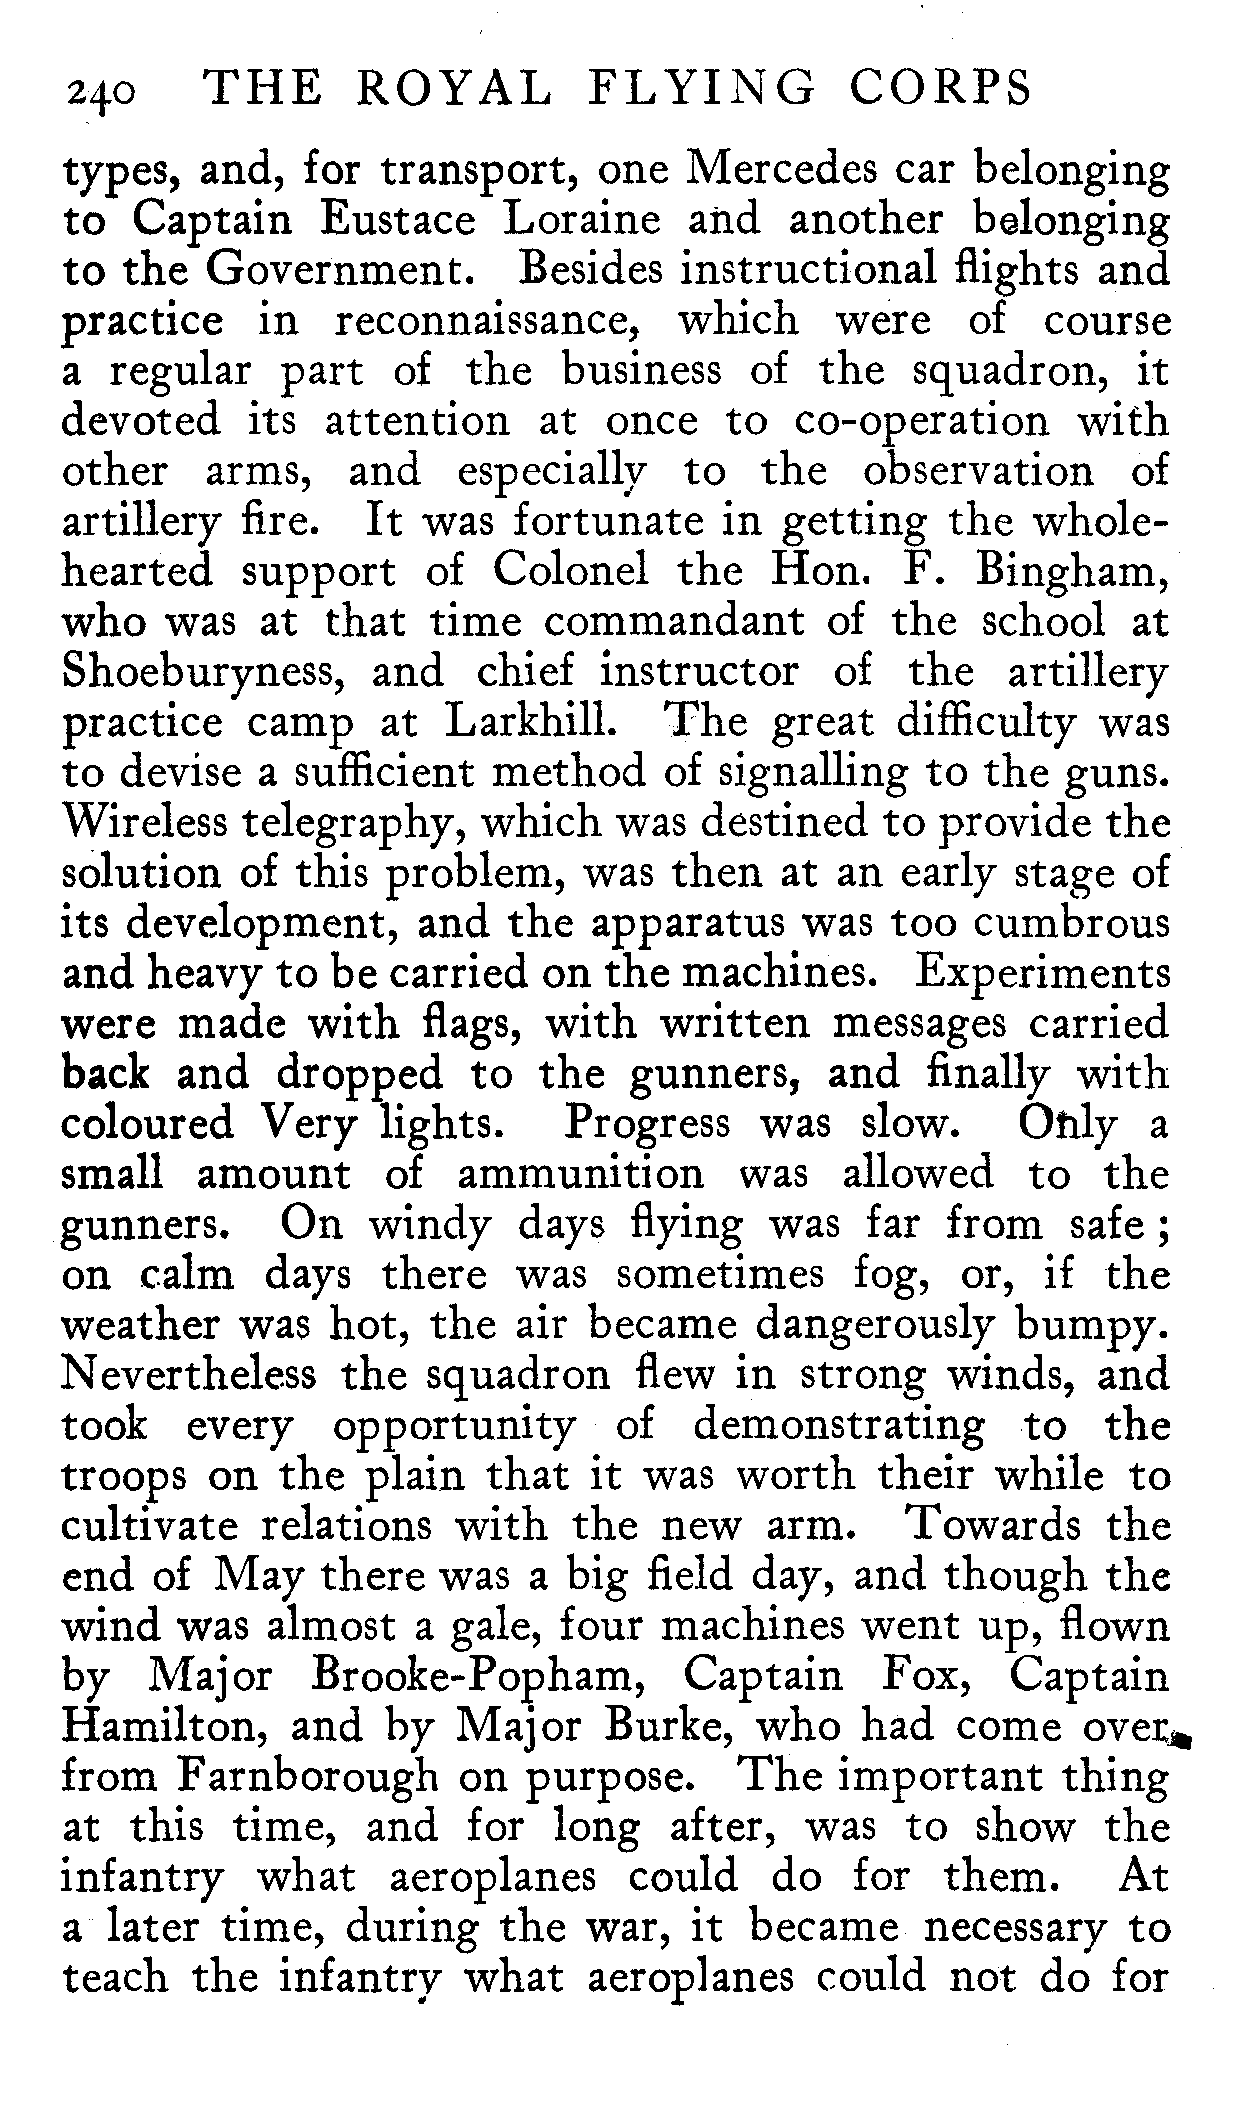 240 THE ROYAL FLYING CORPS
types, and, for transport, one Mercedes car belonging
to Captain Eustace Loraine and another belonging
to the Government. Besides instructional flights and
practice in reconnaissance, which were of course
a regular part of the business of the squadron, it
devoted its attention at once to co-operation with
other arms, and especially to the observation of
artillery fire. It was fortunate in getting the whole-
hearted support of Colonel the Hon. F. Bingham,
who was at that time commandant of the school at
Shoeburyness, and chief instructor of the artillery
practice camp at Larkhill. The great difficulty was
to devise a sufficient method of signalling to the guns.
Wireless telegraphy, which was destined to provide the
solution of this problem, was then at an early stage of
its development, and the apparatus was too cumbrous
and heavy to be carried on the machines. Experiments
were made with flags, with written messages carried
back and dropped to the gunners, and finally with
coloured Very lights. Progress was slow. Only a
small amount of ammunition was allowed to the
gunners. On windy days flying was far from safe ;
on calm days there was sometimes fog, or, if the
weather was hot, the air became dangerously bumpy.
Nevertheless the squadron flew in strong winds, and
took every opportunity of demonstrating to the
troops on the plain that it was worth their while to
cultivate relations with the new arm. Towards the
end of May there was a big field day, and though the
wind was almost a gale, four machines went up, flown
by Major Brooke-Popham, Captain Fox, Captain
Hamilton, and by Major Burke, who had come over
from Farnborough on purpose. The important thing
at this time, and for long after, was to show the
infantry what aeroplanes could do for them. At
a later time, during the war, it became necessary to
teach the infantry what aeroplanes could not do for